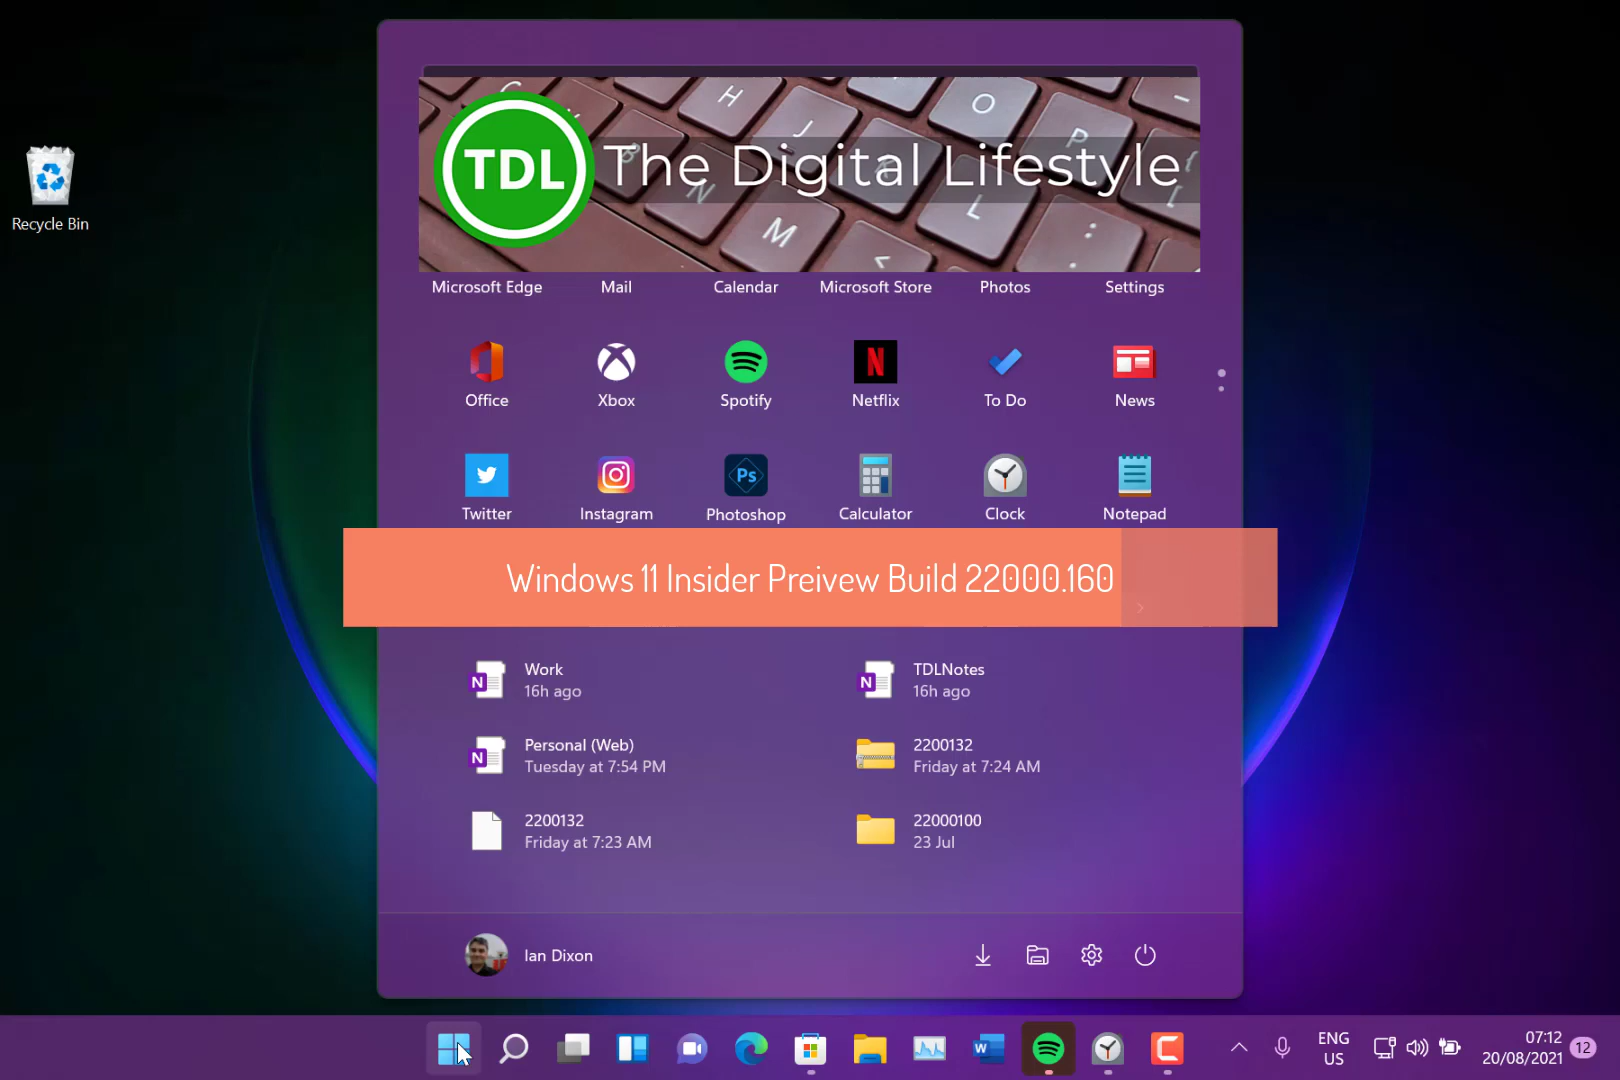 TDL The Digital Lifestyle
Recycle Bin
Microsoft Edge Mail Calendar Microsoft Store Photos Settings
Office Xbox Spotify Netflix To Do News
Ps
Twitter Instagram Photoshop Calculator Clock Notepad
Windows 11 Insider Preivew Build 22000.160
Work
16h ago
TDLNotes
16h ago
Personal (Web)
Tuesday at 7:54 PM
2200132
Friday at 7:24 AM
2200132
Friday at 7:23 AM
22000100
23 Jul
Ian Dixon
ENG
US
07:12
20/08/2021
12